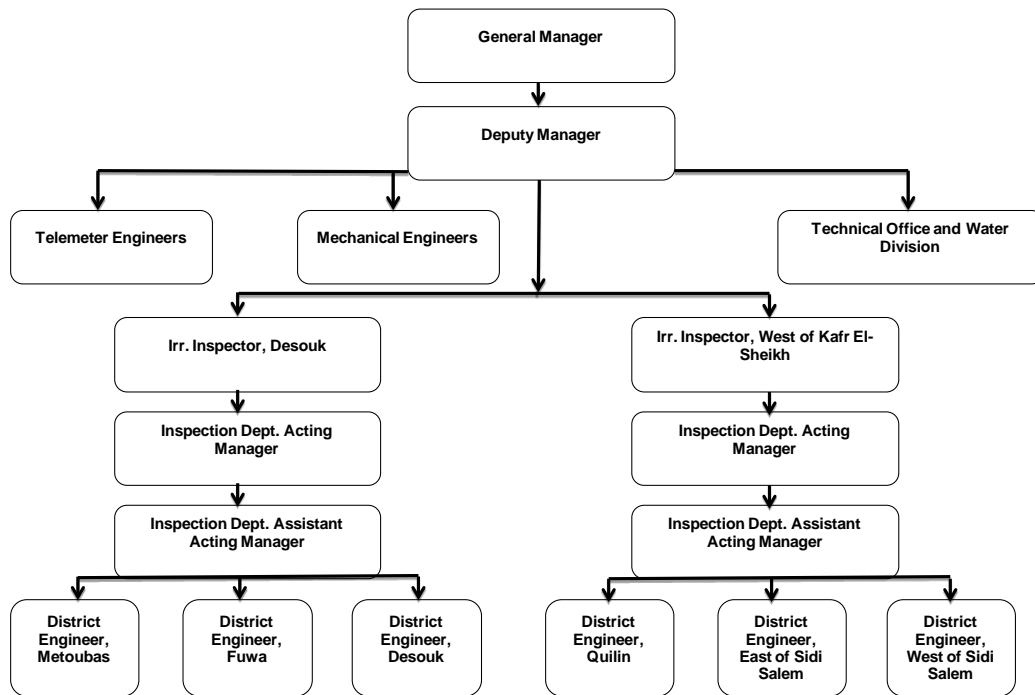 General Manager
Deputy Manager
Telemeter Engineers
Mechanical Engineers
Technical Office and Water
Division
Irr. Inspector, Desouk
Irr. Inspector, West of Kafr El-
Sheikh
Inspection Dept. Acting
Manager
Inspection Dept. Acting
Manager
Inspection Dept. Assistant
Acting Manager
Inspection Dept. Assistant
Acting Manager
District
Engineer,
Metoubas
District
Engineer,
Fuwa
District
Engineer,
Desouk
District
Engineer,
Quilin
District
Engineer,
East of Sidi
Salem
District
Engineer,
West of Sidi
Salem